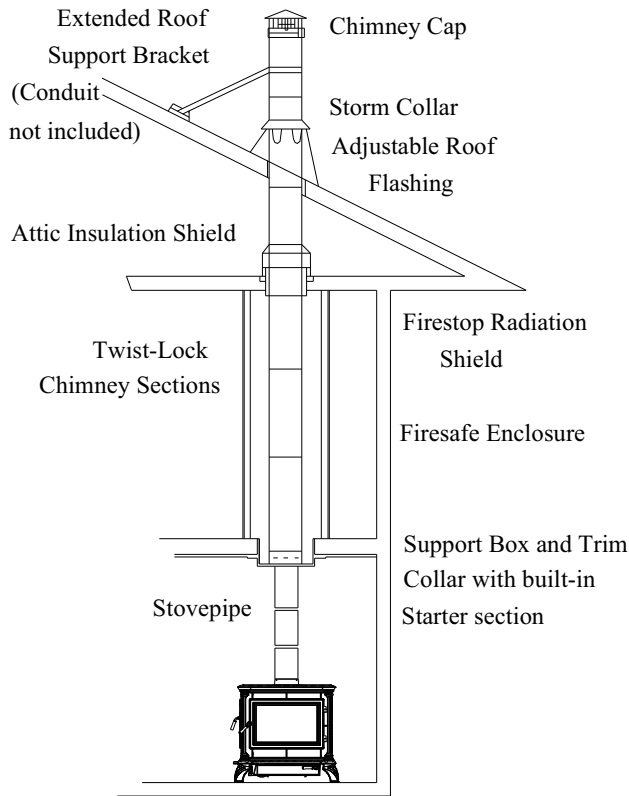 Extended Roof
Support Bracket
(Conduit
not included)
Chimney Cap
Storm Collar
Adjustable Roof
Flashing
Attic Insulation Shield
Firestop Radiation
Shield
Twist-Lock
Chimney Sections
Firesafe Enclosure
Support Box and Trim
Collar with built-in
Starter section
Stovepipe